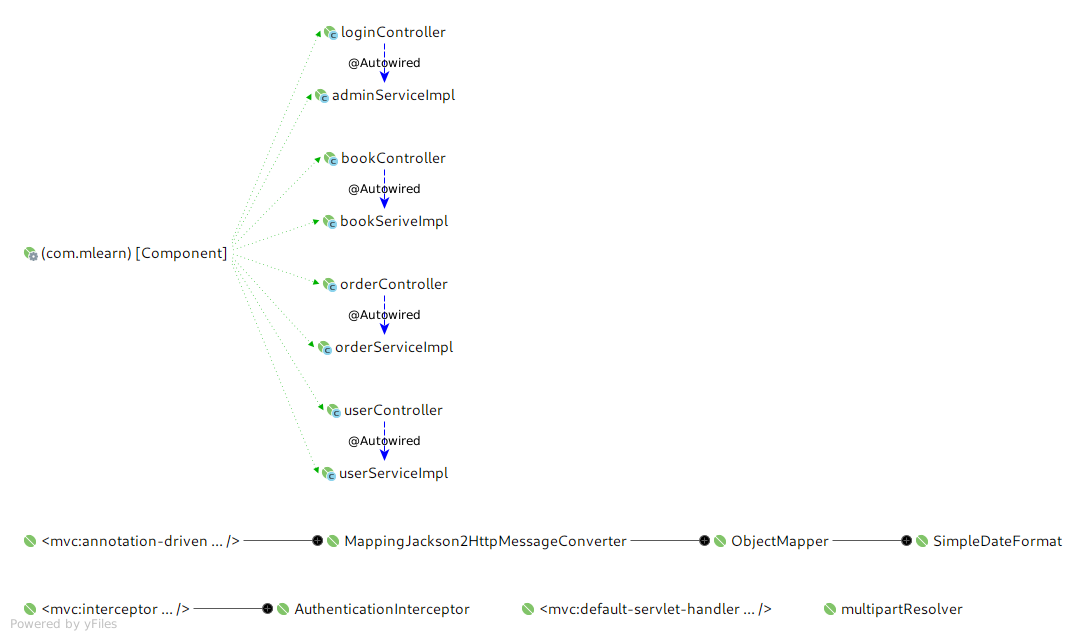 loginController
@Autowired
adminServiceImpl
bookController
@Autowired
bookSeriveImpl
(com.mlearn) [Component]
orderController
@Autowired
orderServiceImpl
userController
@Autowired
userServiceImpl
<mvc:annotation-driven ... /> MappingJackson2HttpMessageConverter ObjectMapper SimpleDateFormat
<mvc:interceptor ... /> AuthenticationInterceptor <mvc:default-servlet-handler ... /> multipartResolver
Powered by yFiles